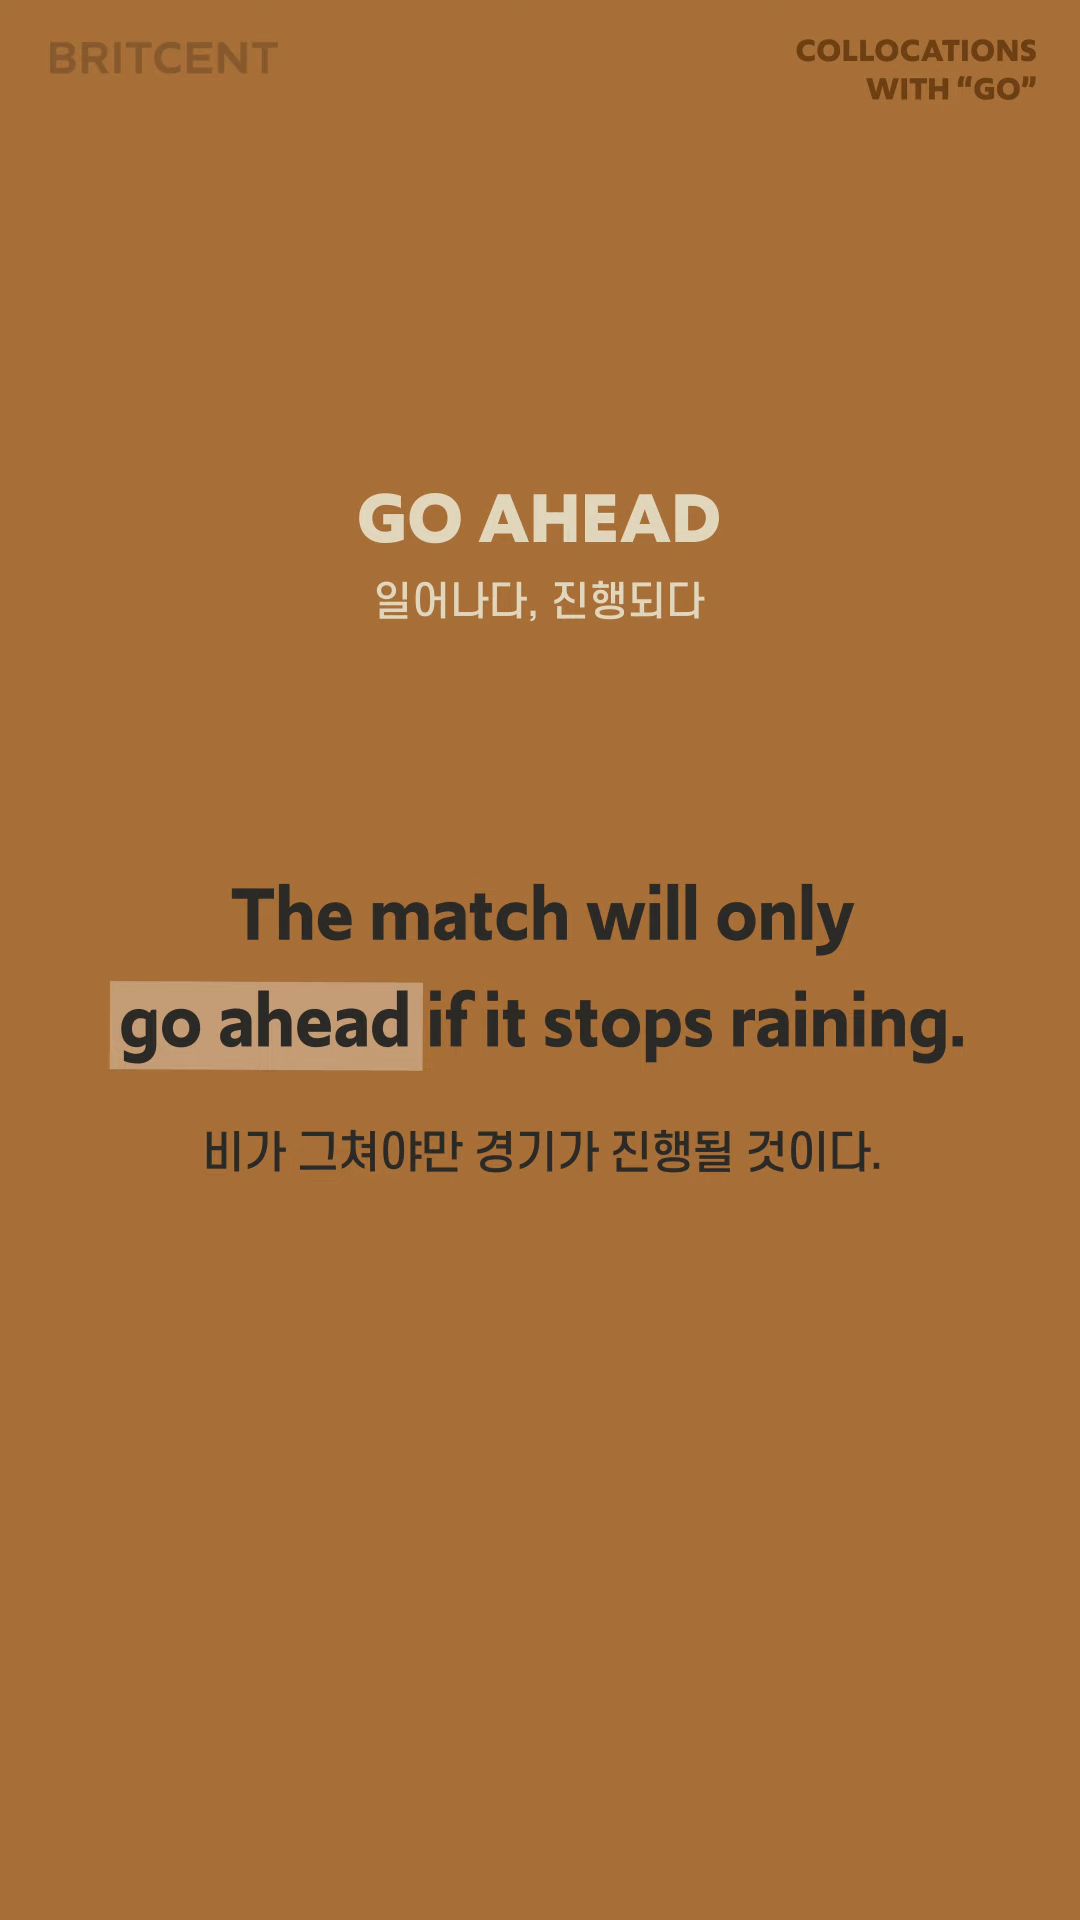 BRITCENT
COLLOCATIONS
WITH “GO”
GO AHEAD
일어나다, 진행되다
The match will only
go ahead if it stops raining.
비가 그쳐야만 경기가 진행될 것이다.